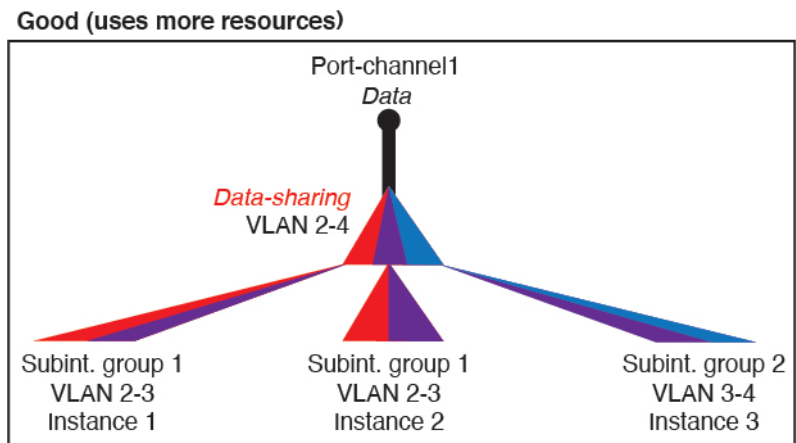 Good (uses more resources)
Port-channel1
Data
Data-sharing
VLAN 2-4
Subint. group 1
VLAN 2-3
Instance 1
Subint. group 1
VLAN 2-3
Instance 2
Subint. group 2
VLAN 3-4
Instance 3